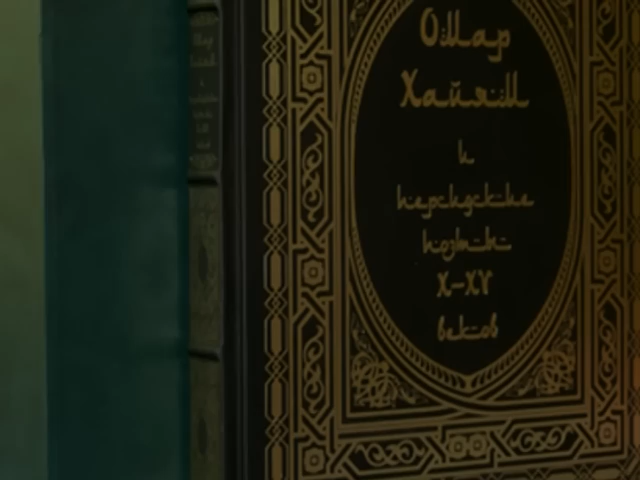 Омар
Хайям
и
персидские
поэты
X–XV
веков